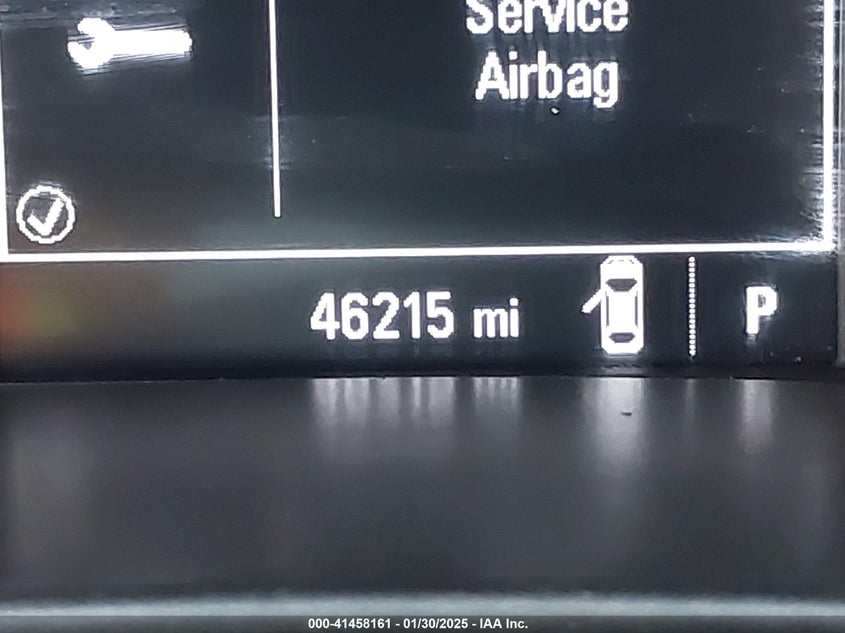 Service
Airbag
46215 mi
P
000-41458161 - 01/30/2025 - IAA Inc.